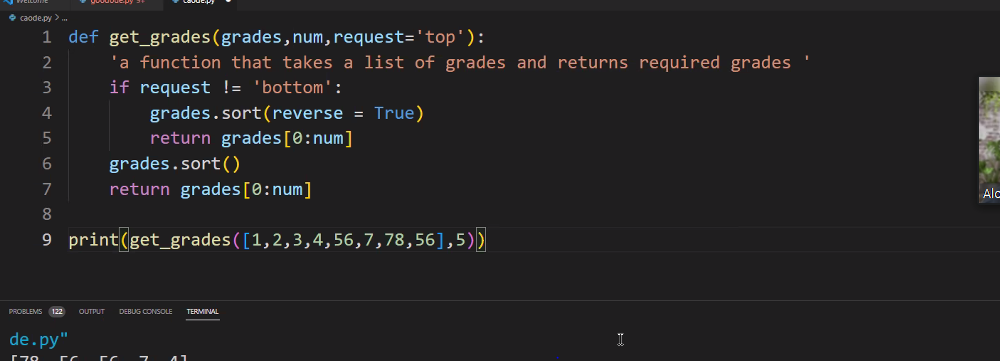 Welcome goodode.py 9+ caode.py
caode.py > ...
1 def get_grades(grades,num,request='top'):
2 'a function that takes a list of grades and returns required grades '
3 if request != 'bottom':
4 grades.sort(reverse = True)
5 return grades[0:num]
6 grades.sort()
7 return grades[0:num]
8
9 print(get_grades([1,2,3,4,56,7,78,56],5))
PROBLEMS 122 OUTPUT DEBUG CONSOLE TERMINAL
de.py"
[78, 56, 56, 7, 4]